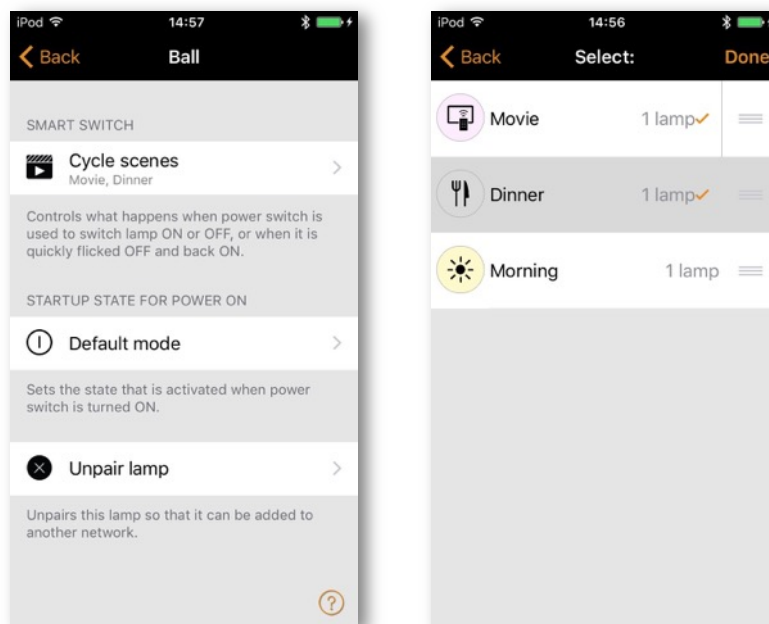 iPod 14:57
Back Ball
SMART SWITCH
Cycle scenes
Movie, Dinner
Controls what happens when power switch is
used to switch lamp ON or OFF, or when it is
quickly flicked OFF and back ON.
STARTUP STATE FOR POWER ON
Default mode
Sets the state that is activated when power
switch is turned ON.
Unpair lamp
Unpairs this lamp so that it can be added to
another network.
?
iPod 14:56
Back Select: Done
Movie 1 lamp
Dinner 1 lamp
Morning 1 lamp